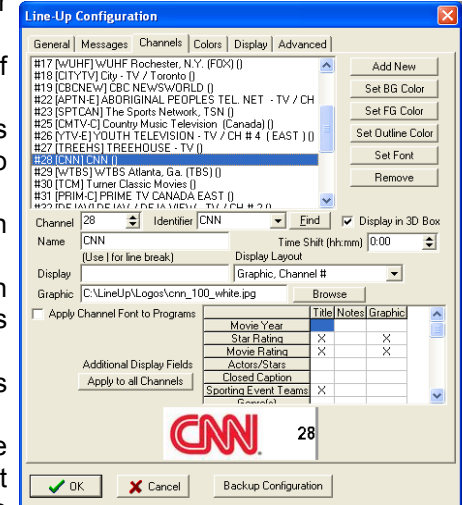 Line-Up Configuration
General Messages Channels Colors Display Advanced
#17 [WUHF] WUHF Rochester, N.Y. (FOX) ()
#18 [CITYTV] City - TV / Toronto ()
#19 [CBCNEW] CBC NEWSWORLD ()
#22 [APTN-E] ABORIGINAL PEOPLES TEL. NET - TV / CH
#23 [SPTCAN] The Sports Network, TSN ()
#25 [CMTV-C] Country Music Television (Canada) ()
#26 [YTV-E] YOUTH TELEVISION - TV / CH # 4 ( EAST ) ()
#27 [TREEHS] TREEHOUSE - TV ()
#28 [CNN] CNN ()
#29 [WTBS] WTBS Atlanta, Ga. (TBS) ()
#30 [TCM] Turner Classic Movies ()
#31 [PRIM-C] PRIME TV CANADA EAST ()
Add New
Set BG Color
Set FG Color
Set Outline Color
Set Font
Remove
Channel 28 Identifier CNN Find Display in 3D Box
Name CNN Time Shift (hh:mm) 0:00
(Use | for line break) Display Layout
Display Graphic, Channel #
Graphic C:\LineUp\Logos\cnn_100_white.jpg Browse
Apply Channel Font to Programs
Title Notes Graphic
Movie Year
Star Rating X X
Movie Rating X X
Additional Display Fields
Actors/Stars
Apply to all Channels
Closed Caption
Sporting Event Teams X
Genre(s)
CNN 28
OK Cancel Backup Configuration